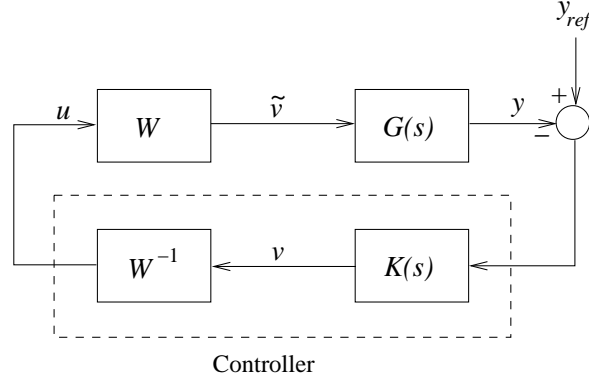 y_ref
+
u
W
ṽ
G(s)
y
−
W⁻¹
v
K(s)
Controller